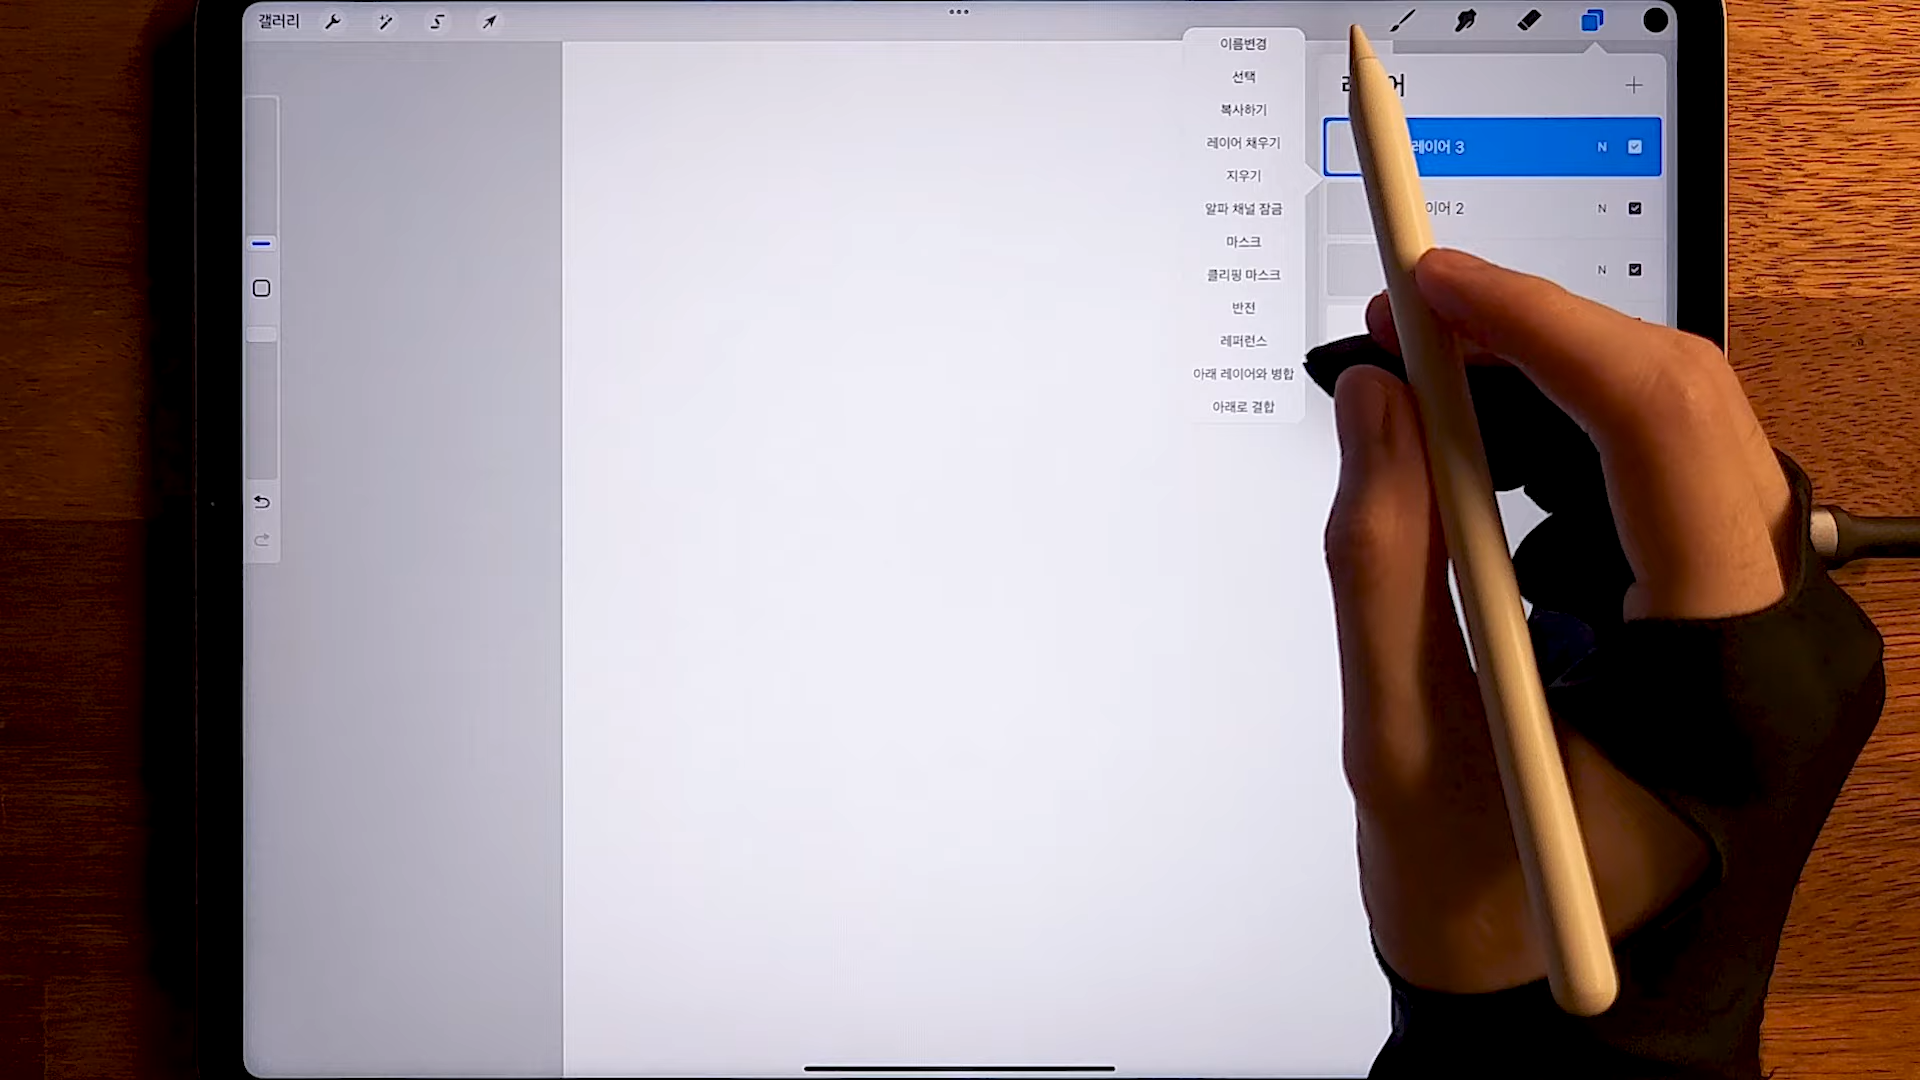 갤러리
이름변경
선택
복사하기
레이어 채우기
지우기
알파 채널 잠금
마스크
클리핑 마스크
반전
레퍼런스
아래 레이어와 병합
아래로 결합
레이어 3
N
이어 2
N
N